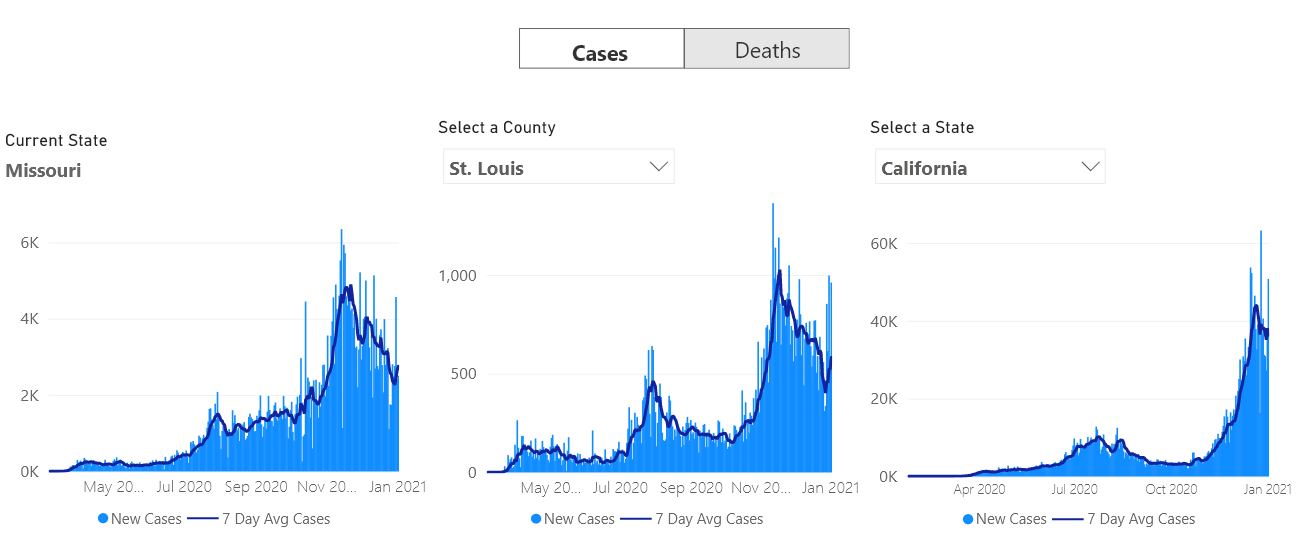 Cases Deaths
Current State
Missouri
6K
4K
2K
0K
May 20... Jul 2020 Sep 2020 Nov 20... Jan 2021
New Cases 7 Day Avg Cases
Select a County
St. Louis
1,000
500
0
May 20... Jul 2020 Sep 2020 Nov 20... Jan 2021
New Cases 7 Day Avg Cases
Select a State
California
60K
40K
20K
0K
Apr 2020 Jul 2020 Oct 2020 Jan 2021
New Cases 7 Day Avg Cases